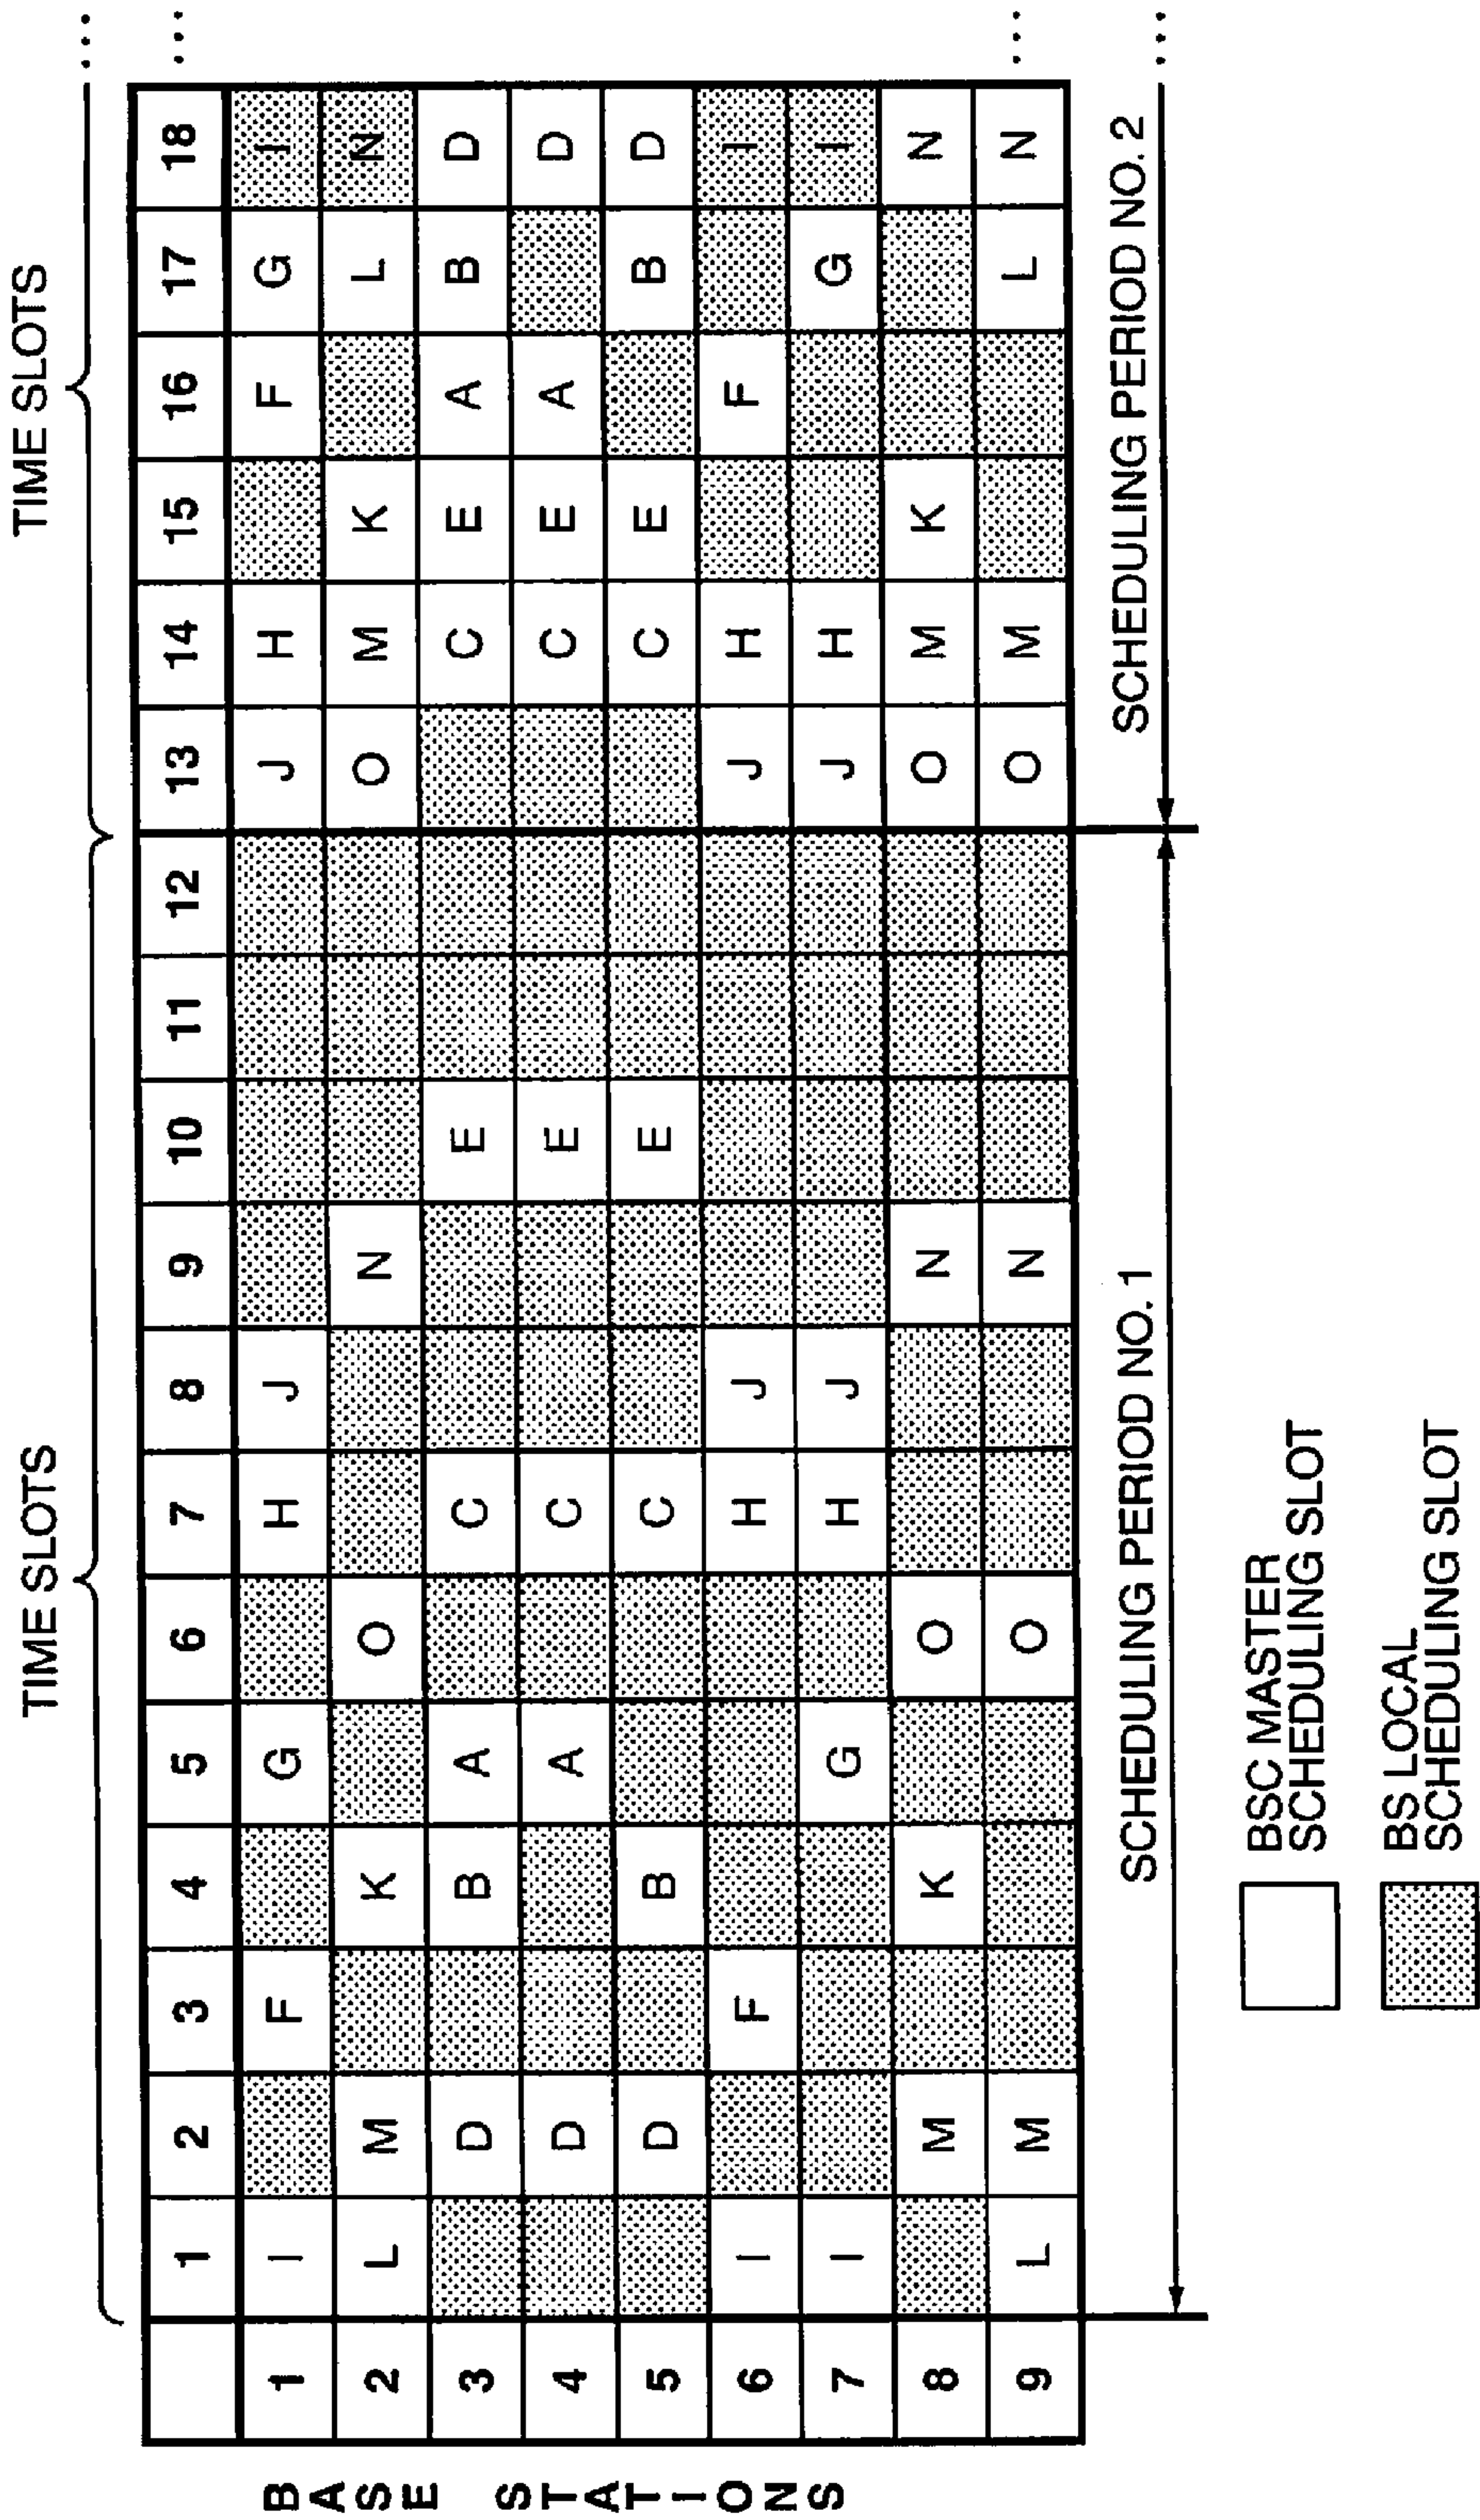 TIME SLOTS TIME SLOTS
1 2 3 4 5 6 7 8 9 10 11 12 13 14 15 16 17 18 ...
1 I F G H J J H F G I
2 L M K O N O M K L N
3 D B A C E C E A B D
4 D A C E C E A D
5 D B C E C E B D
6 I F H J J H F I
7 I G H J J H G I
8 M K O N O M K N
9 L M O N O M L N ...
BASE STATIONS
SCHEDULING PERIOD NO. 1 SCHEDULING PERIOD NO. 2 ...
BSC MASTER
SCHEDULING SLOT
BS LOCAL
SCHEDULING SLOT